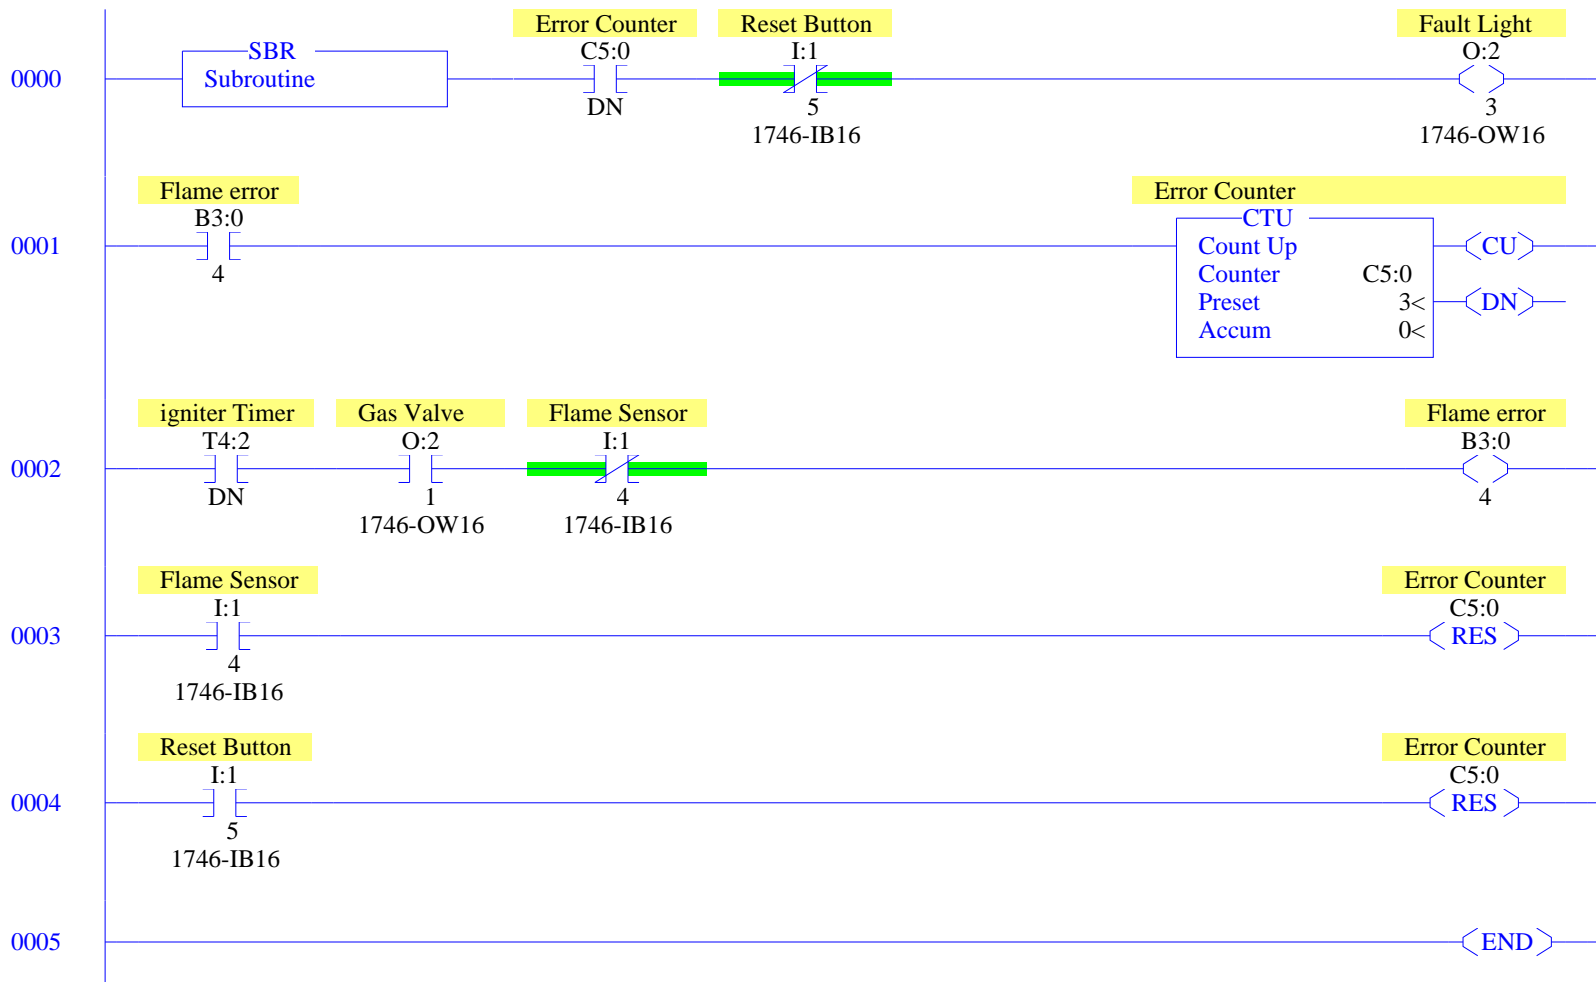 Error Counter Reset Button Fault Light
SBR C5:0 I:1 O:2
0000 Subroutine
DN 5 3
1746-IB16 1746-OW16
Flame error Error Counter
B3:0 CTU
0001 Count Up CU
4 Counter C5:0
Preset 3< DN
Accum 0<
igniter Timer Gas Valve Flame Sensor Flame error
T4:2 O:2 I:1 B3:0
0002
DN 1 4 4
1746-OW16 1746-IB16
Flame Sensor Error Counter
I:1 C5:0
0003 RES
4
1746-IB16
Reset Button Error Counter
I:1 C5:0
0004 RES
5
1746-IB16
0005 END